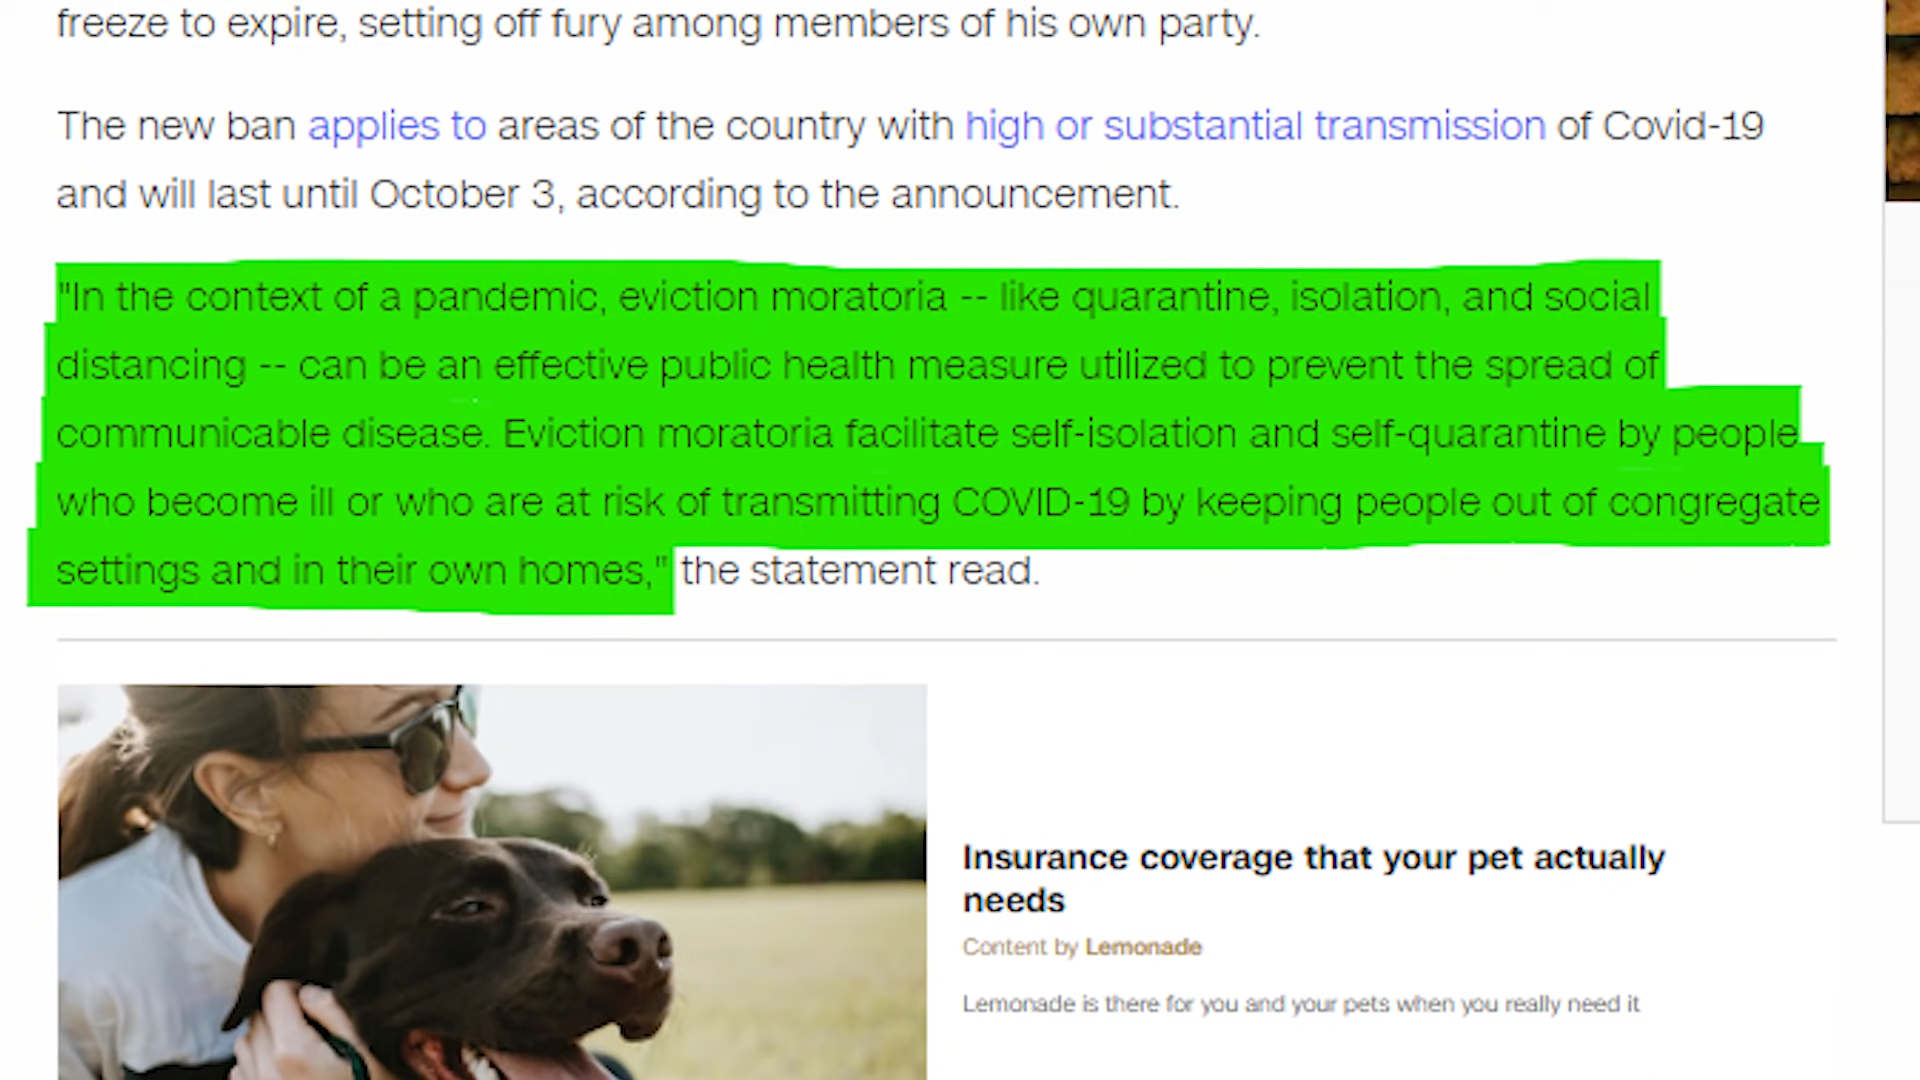 freeze to expire, setting off fury among members of his own party.
The new ban applies to areas of the country with high or substantial transmission of Covid-19
and will last until October 3, according to the announcement.
"In the context of a pandemic, eviction moratoria -- like quarantine, isolation, and social
distancing -- can be an effective public health measure utilized to prevent the spread of
communicable disease. Eviction moratoria facilitate self-isolation and self-quarantine by people
who become ill or who are at risk of transmitting COVID-19 by keeping people out of congregate
settings and in their own homes," the statement read.
Insurance coverage that your pet actually
needs
Content by Lemonade
Lemonade is there for you and your pets when you really need it